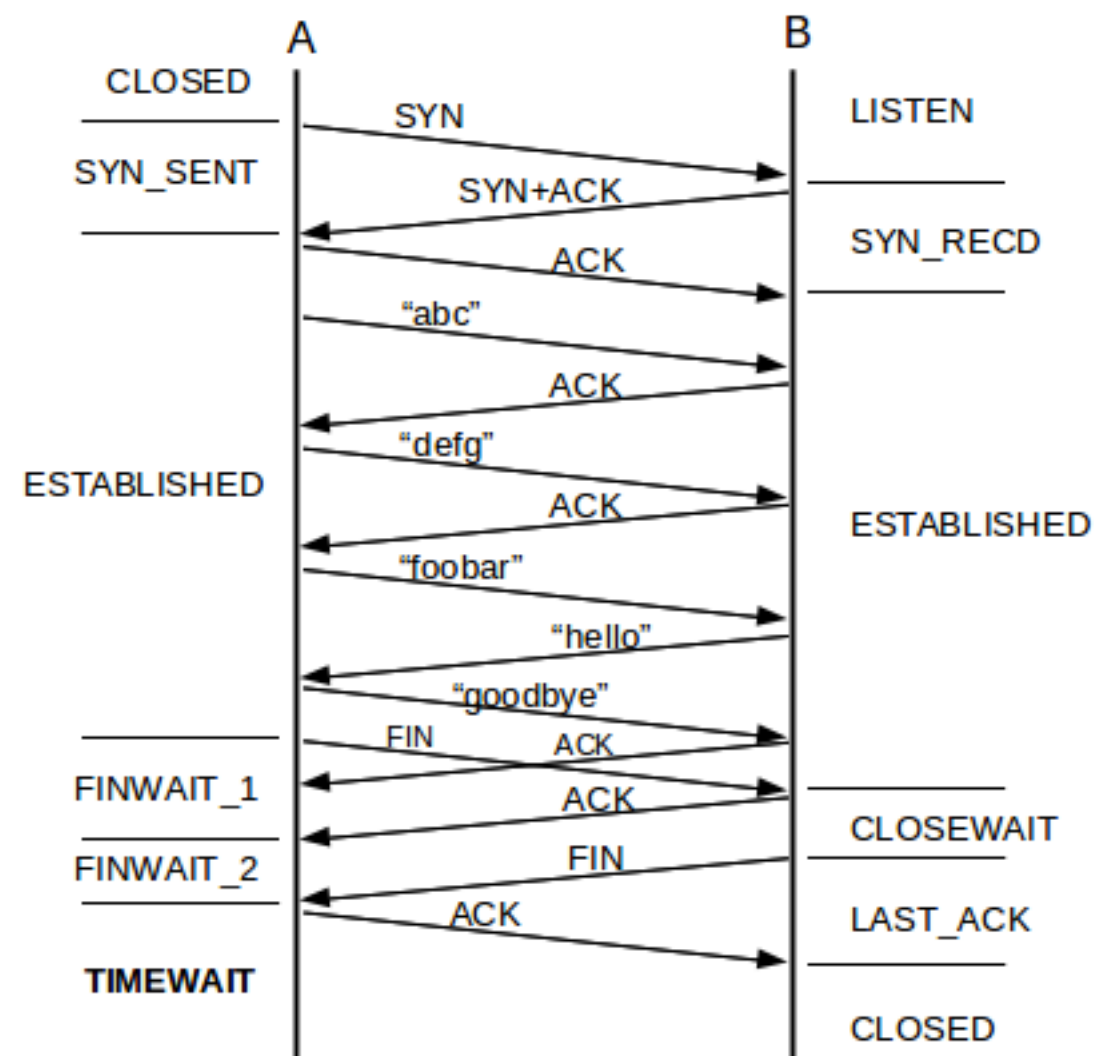 A
B
CLOSED
LISTEN
SYN
SYN_SENT
SYN+ACK
SYN_RECD
ACK
“abc”
ACK
“defg”
ESTABLISHED
ACK
ESTABLISHED
“foobar”
“hello”
“goodbye”
FIN
ACK
FINWAIT_1
ACK
CLOSEWAIT
FINWAIT_2
FIN
ACK
LAST_ACK
TIMEWAIT
CLOSED